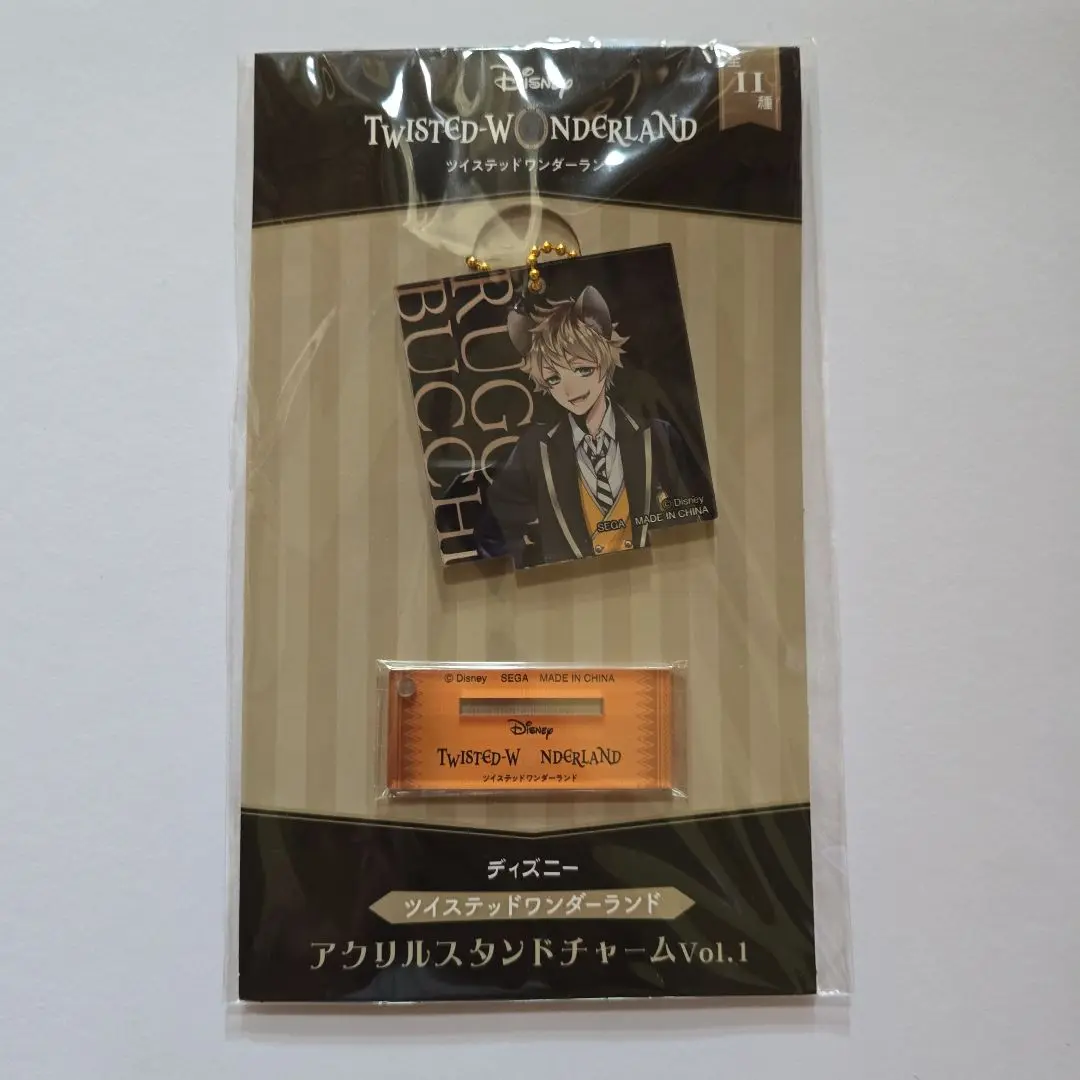 Disney
全
11
種
TWISTED-WONDERLAND
ツイステッドワンダーランド
RUGGIE
BUCCHI
© Disney
SEGA MADE IN CHINA
© Disney SEGA MADE IN CHINA
Disney
TWISTED-W NDERLAND
ツイステッドワンダーランド
ディズニー
ツイステッドワンダーランド
アクリルスタンドチャームVol.1